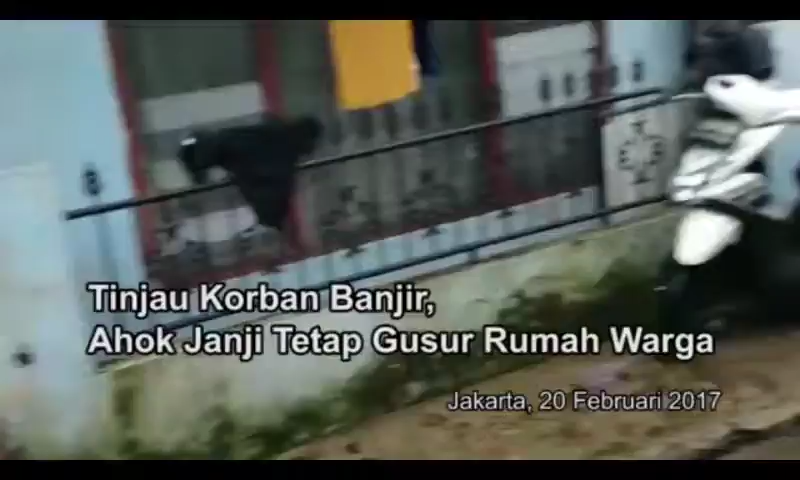 Tinjau Korban Banjir,
Ahok Janji Tetap Gusur Rumah Warga
Jakarta, 20 Februari 2017